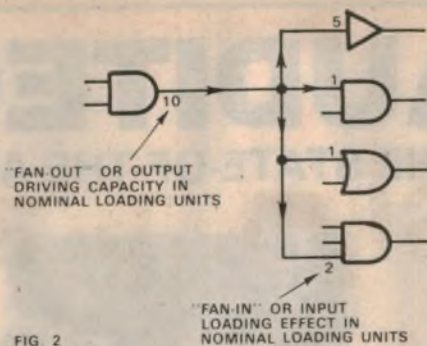 5
1
10
"FAN-OUT" OR OUTPUT
DRIVING CAPACITY IN
NOMINAL LOADING UNITS
1
2
"FAN-IN" OR INPUT
LOADING EFFECT IN
NOMINAL LOADING UNITS
FIG. 2